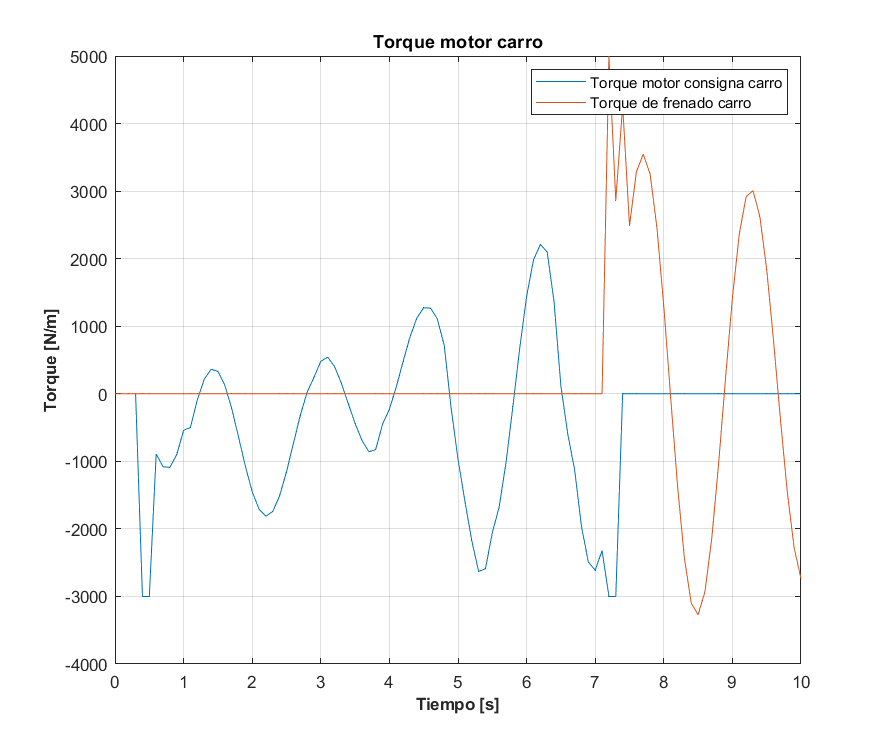 Torque motor carro
5000
4000
3000
2000
1000
0
-1000
-2000
-3000
-4000
Torque [N/m]
Torque motor consigna carro
Torque de frenado carro
0 1 2 3 4 5 6 7 8 9 10
Tiempo [s]